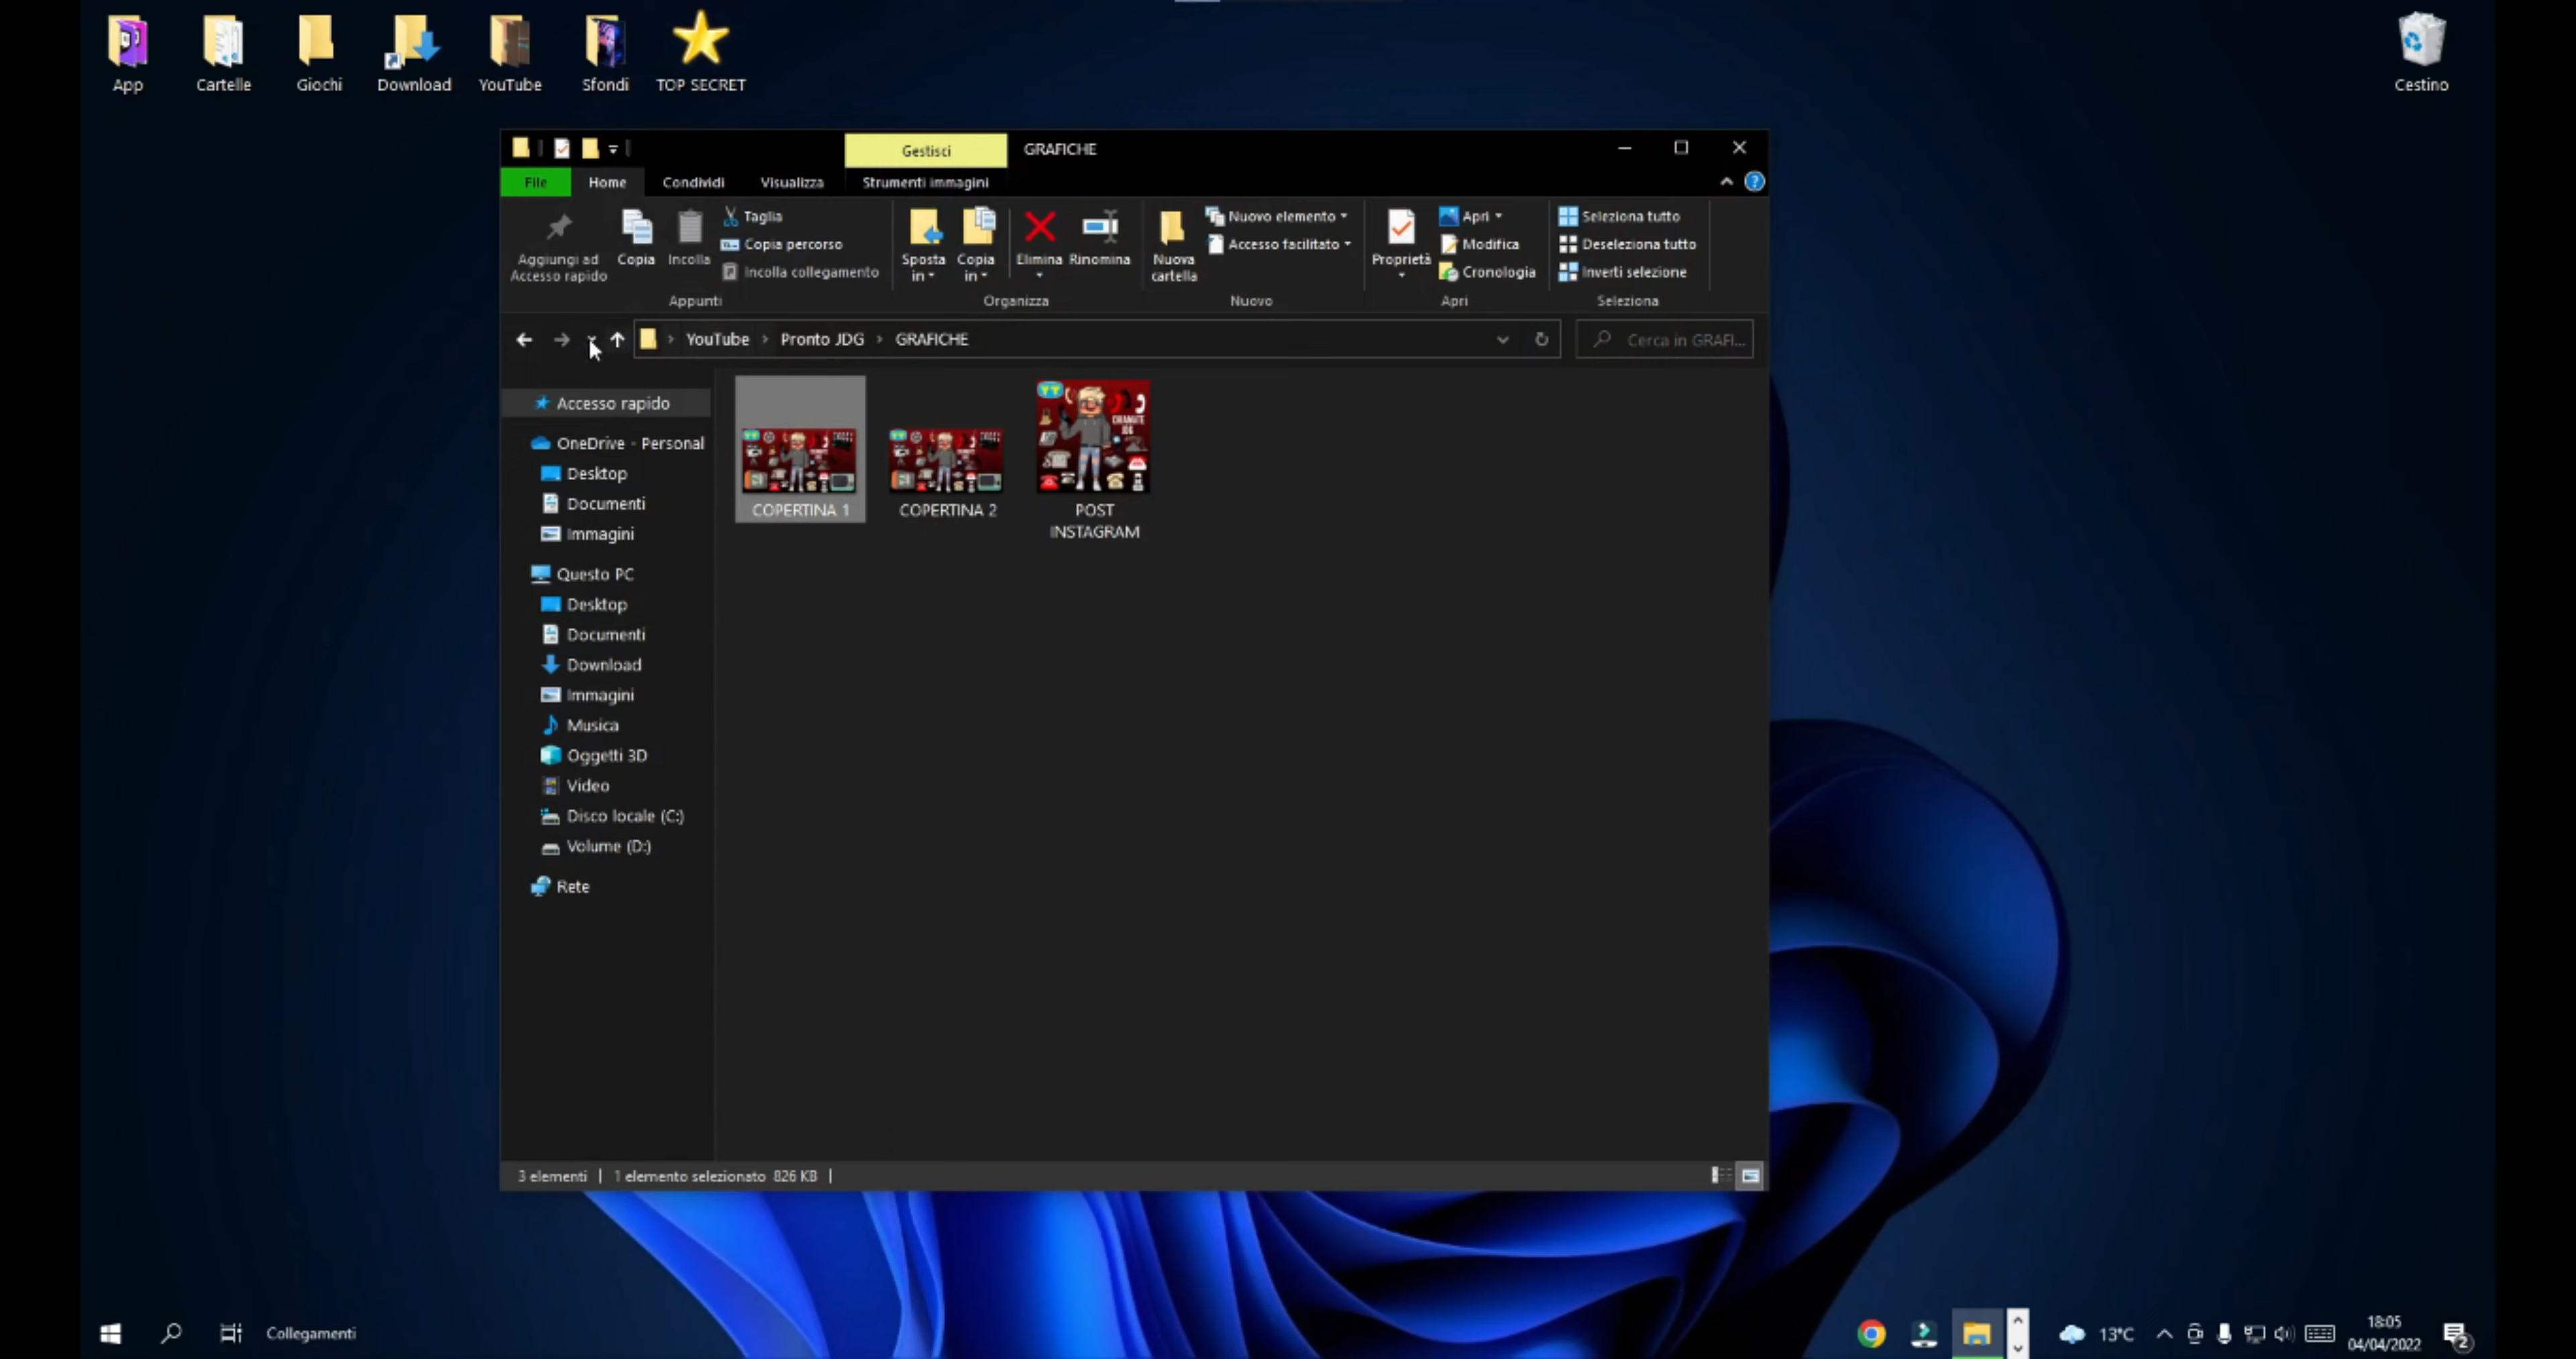 App
Cartelle
Giochi
Download
YouTube
Sfondi
TOP SECRET
Cestino
Gestisci
GRAFICHE
File
Home
Condividi
Visualizza
Strumenti immagini
Aggiungi ad
Accesso rapido
Copia
Incolla
Taglia
Copia percorso
Incolla collegamento
Appunti
Sposta
in
Copia
in
Elimina
Rinomina
Organizza
Nuova
cartella
Nuovo elemento
Accesso facilitato
Nuovo
Proprietà
Apri
Modifica
Cronologia
Apri
Seleziona tutto
Deseleziona tutto
Inverti selezione
Seleziona
YouTube > Pronto JDG > GRAFICHE
Cerca in GRAFI...
Accesso rapido
OneDrive - Personal
Desktop
Documenti
Immagini
Questo PC
Desktop
Documenti
Download
Immagini
Musica
Oggetti 3D
Video
Disco locale (C:)
Volume (D:)
Rete
COPERTINA 1
COPERTINA 2
POST
INSTAGRAM
3 elementi | 1 elemento selezionato 826 KB |
Collegamenti
13°C
18:05
04/04/2022
2